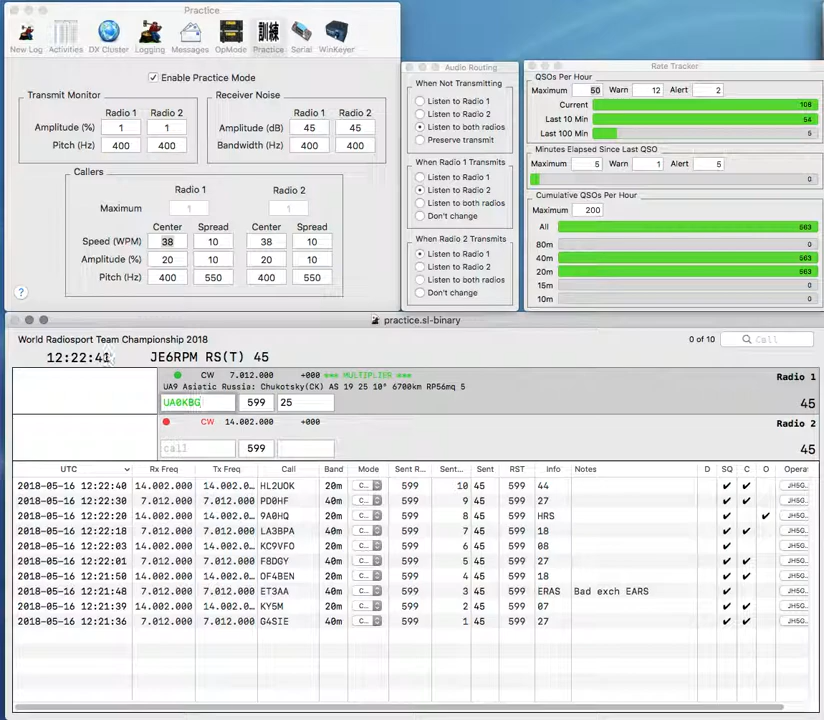 Practice
New Log Activities DX Cluster Logging Messages OpMode 訓練 Practice Serial WinKeyer
Enable Practice Mode
Transmit Monitor
Receiver Noise
Radio 1 Radio 2
Radio 1 Radio 2
Amplitude (%) 1 1
Amplitude (dB) 45 45
Pitch (Hz) 400 400
Bandwidth (Hz) 400 400
Callers
Radio 1 Radio 2
Maximum 1 1
Center Spread Center Spread
Speed (WPM) 38 10 38 10
Amplitude (%) 20 10 20 10
Pitch (Hz) 400 550 400 550
?
Audio Routing
When Not Transmitting
Listen to Radio 1
Listen to Radio 2
Listen to both radios
Preserve transmit
When Radio 1 Transmits
Listen to Radio 1
Listen to Radio 2
Listen to both radios
Don't change
When Radio 2 Transmits
Listen to Radio 1
Listen to Radio 2
Listen to both radios
Don't change
Rate Tracker
QSOs Per Hour
Maximum 50 Warn 12 Alert 2
Current 108
Last 10 Min 54
Last 100 Min 5
Minutes Elapsed Since Last QSO
Maximum 5 Warn 1 Alert 5
0
Cumulative QSOs Per Hour
Maximum 200
All 563
80m 0
40m 563
20m 563
15m 0
10m 0
practice.sl-binary
World Radiosport Team Championship 2018
0 of 10 Call
12:22:41 JE6RPM RS(T) 45
CW 7.012.000 +000 *** MULTIPLIER *** Radio 1
UA9 Asiatic Russia: Chukotsky(CK) AS 19 25 10° 6700km RP56mq 5
UA0KBG 599 25 45
CW 14.002.000 +000 Radio 2
call 599 45
UTC Rx Freq Tx Freq Call Band Mode Sent R... Sent... Sent RST Info Notes D SQ C O Opera
2018-05-16 12:22:40 14.002.000 14.002.0… HL2UOK 20m C... 599 10 45 599 44 JH5G...
2018-05-16 12:22:30 7.012.000 7.012.000 PD0HF 40m C... 599 9 45 599 27 JH5G...
2018-05-16 12:22:20 14.002.000 14.002.0… 9A0HQ 20m C... 599 8 45 599 HRS JH5G...
2018-05-16 12:22:18 7.012.000 7.012.000 LA3BPA 40m C... 599 7 45 599 18 JH5G...
2018-05-16 12:22:03 14.002.000 14.002.0… KC9VFO 20m C... 599 6 45 599 08 JH5G...
2018-05-16 12:22:01 7.012.000 7.012.000 F8DGY 40m C... 599 5 45 599 27 JH5G...
2018-05-16 12:21:50 14.002.000 14.002.0… OF4BEN 20m C... 599 4 45 599 18 JH5G...
2018-05-16 12:21:48 7.012.000 7.012.000 ET3AA 40m C... 599 3 45 599 ERAS Bad exch EARS JH5G...
2018-05-16 12:21:39 14.002.000 14.002.0… KY5M 20m C... 599 2 45 599 07 JH5G...
2018-05-16 12:21:36 7.012.000 7.012.000 G4SIE 40m C... 599 1 45 599 27 JH5G...